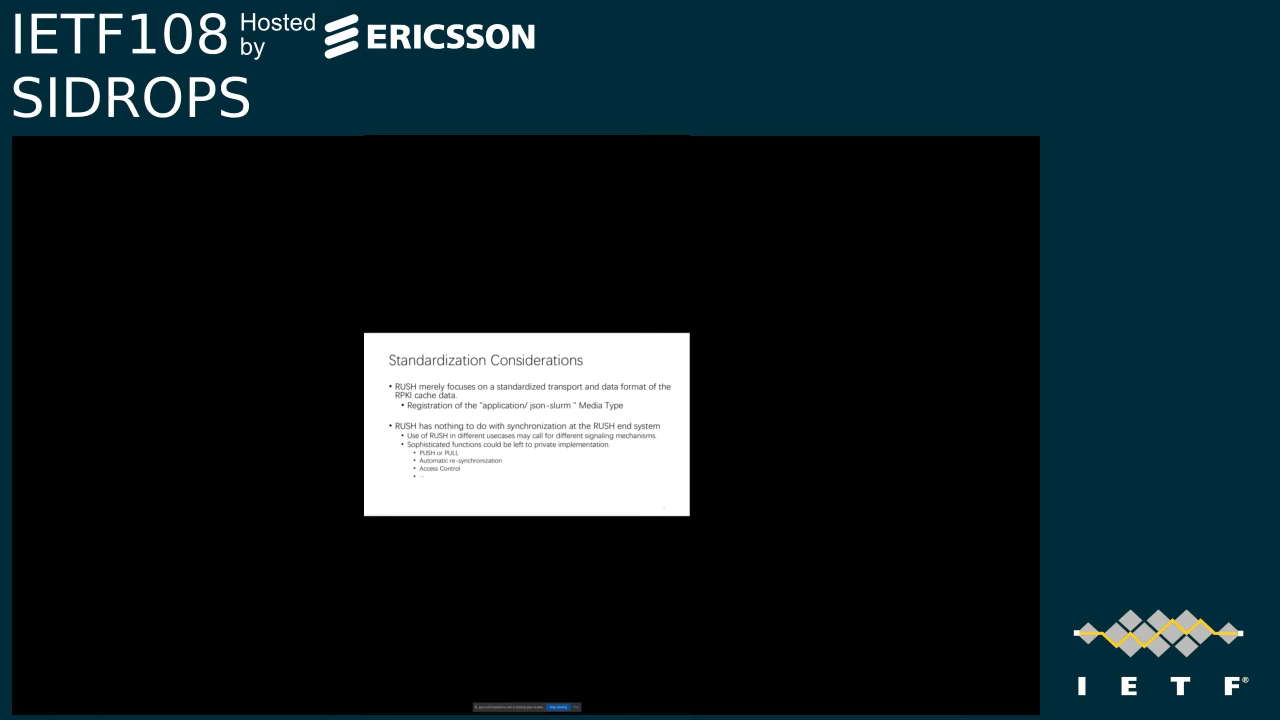 IETF108 Hosted by ERICSSON
SIDROPS
Standardization Considerations
• RUSH merely focuses on a standardized transport and data format of the
RPKI cache data.
• Registration of the "application/ json-slurm " Media Type
• RUSH has nothing to do with synchronization at the RUSH end system
• Use of RUSH in different usecases may call for different signaling mechanisms.
• Sophisticated functions could be left to private implementation.
• PUSH or PULL
• Automatic re-synchronization
• Access Control
• ...
I E T F®